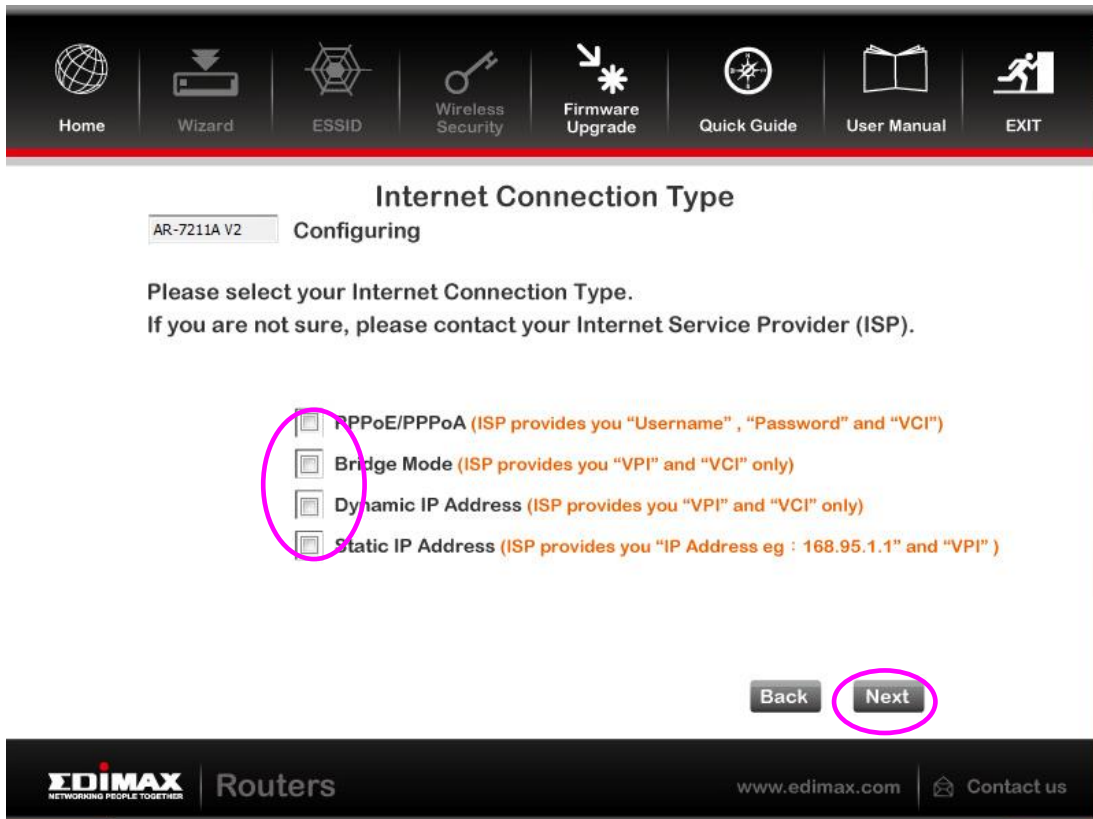 Home Wizard ESSID Wireless Security Firmware Upgrade Quick Guide User Manual EXIT
Internet Connection Type
AR-7211A V2 Configuring
Please select your Internet Connection Type.
If you are not sure, please contact your Internet Service Provider (ISP).
PPPoE/PPPoA (ISP provides you “Username” , “Password” and “VCI”)
Bridge Mode (ISP provides you “VPI” and “VCI” only)
Dynamic IP Address (ISP provides you “VPI” and “VCI” only)
Static IP Address (ISP provides you “IP Address eg：168.95.1.1” and “VPI” )
Back Next
EDIMAX Routers www.edimax.com Contact us
NETWORKING PEOPLE TOGETHER